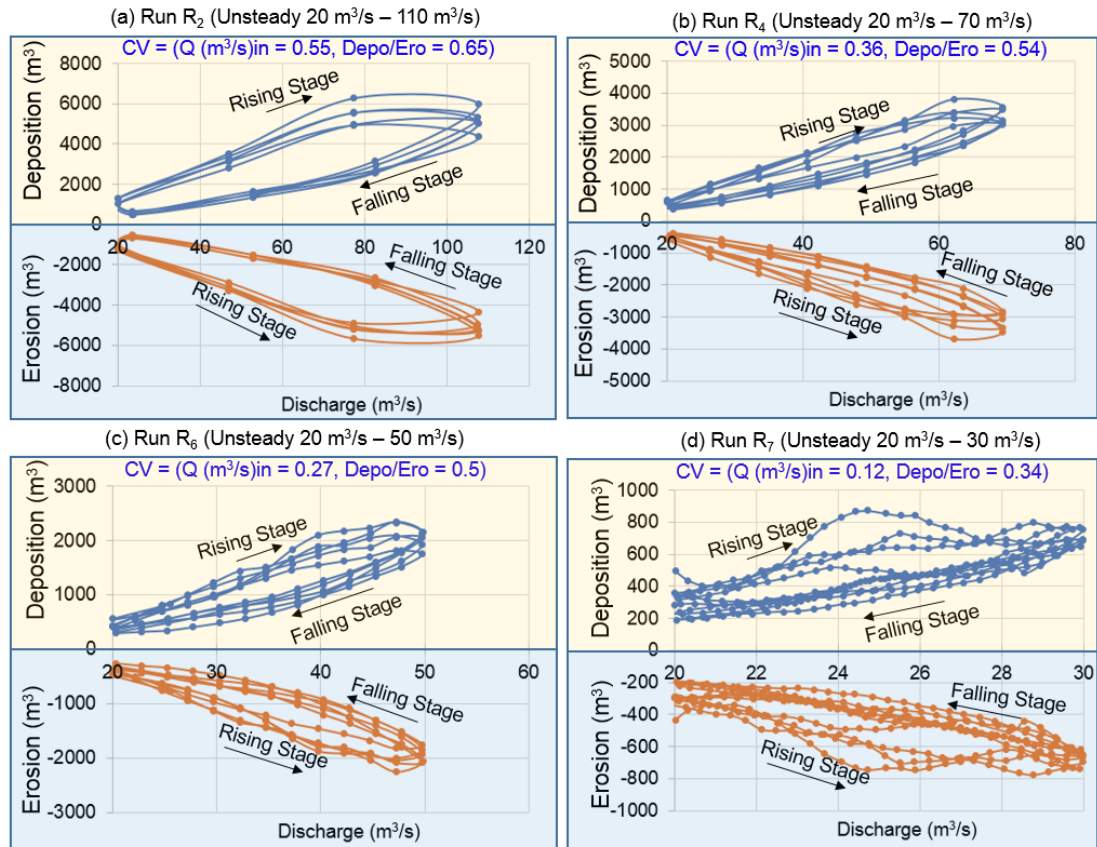 (a) Run R₂ (Unsteady 20 m³/s – 110 m³/s)
CV = (Q (m³/s)in = 0.55, Depo/Ero = 0.65)
Deposition (m³)
8000
6000
4000
2000
0
Rising Stage
Falling Stage
20
40
60
80
100
120
Erosion (m³)
-2000
-4000
-6000
-8000
Falling Stage
Rising Stage
Discharge (m³/s)
(b) Run R₄ (Unsteady 20 m³/s – 70 m³/s)
CV = (Q (m³/s)in = 0.36, Depo/Ero = 0.54)
Deposition (m³)
5000
4000
3000
2000
1000
0
Rising Stage
Falling Stage
20
40
60
80
Erosion (m³)
-1000
-2000
-3000
-4000
-5000
Falling Stage
Rising Stage
Discharge (m³/s)
(c) Run R₆ (Unsteady 20 m³/s – 50 m³/s)
CV = (Q (m³/s)in = 0.27, Depo/Ero = 0.5)
Deposition (m³)
3000
2000
1000
0
Rising Stage
Falling Stage
20
30
40
50
60
Erosion (m³)
-1000
-2000
-3000
Falling Stage
Rising Stage
Discharge (m³/s)
(d) Run R₇ (Unsteady 20 m³/s – 30 m³/s)
CV = (Q (m³/s)in = 0.12, Depo/Ero = 0.34)
Deposition (m³)
1000
800
600
400
200
0
Rising Stage
Falling Stage
20
22
24
26
28
30
Erosion (m³)
-200
-400
-600
-800
-1000
Falling Stage
Rising Stage
Discharge (m³/s)